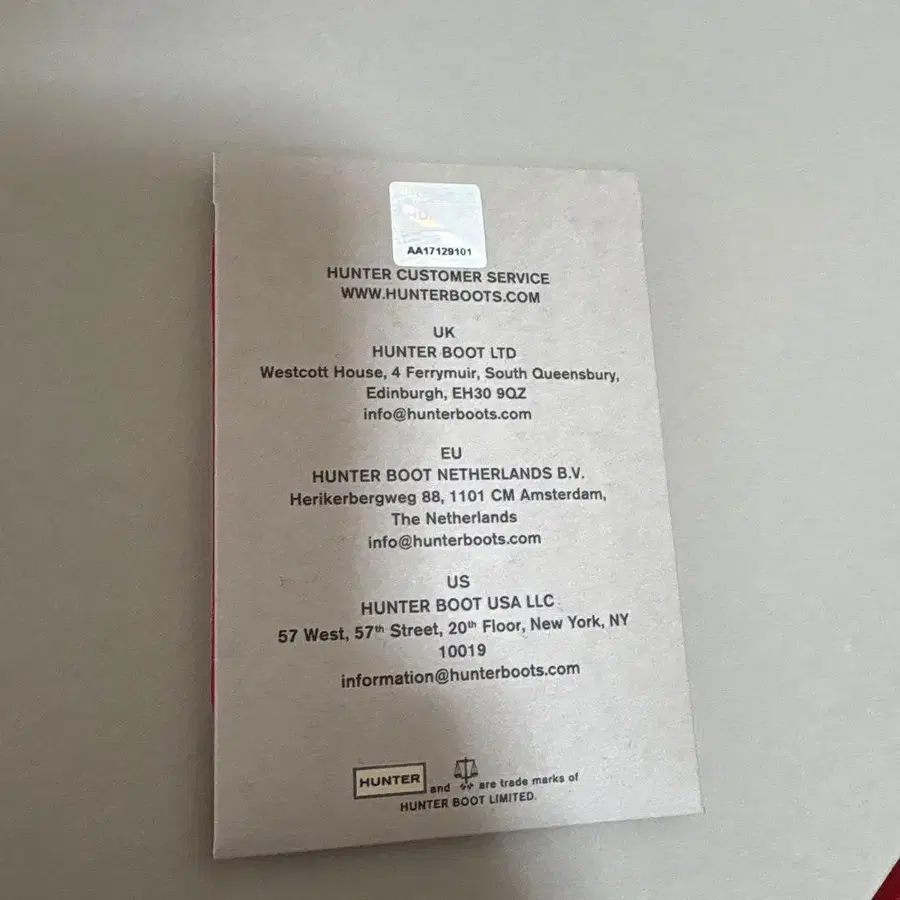 AA17129101
HUNTER CUSTOMER SERVICE
WWW.HUNTERBOOTS.COM
UK
HUNTER BOOT LTD
Westcott House, 4 Ferrymuir, South Queensbury,
Edinburgh, EH30 9QZ
info@hunterboots.com
EU
HUNTER BOOT NETHERLANDS B.V.
Herikerbergweg 88, 1101 CM Amsterdam,
The Netherlands
info@hunterboots.com
US
HUNTER BOOT USA LLC
57 West, 57th Street, 20th Floor, New York, NY
10019
information@hunterboots.com
HUNTER and are trade marks of
HUNTER BOOT LIMITED.